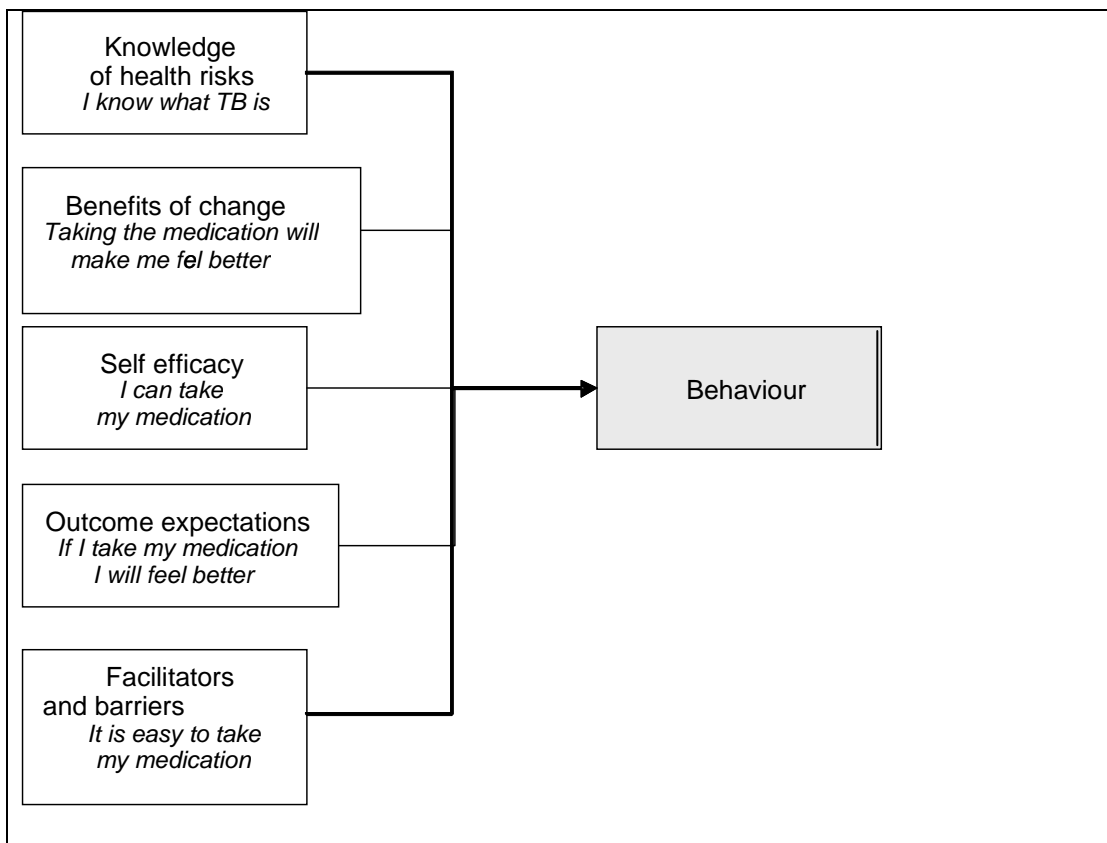 Knowledge
of health risks
I know what TB is
Benefits of change
Taking the medication will
make me fel better
Self efficacy
I can take
my medication
Outcome expectations
If I take my medication
I will feel better
Facilitators
and barriers
It is easy to take
my medication
Behaviour